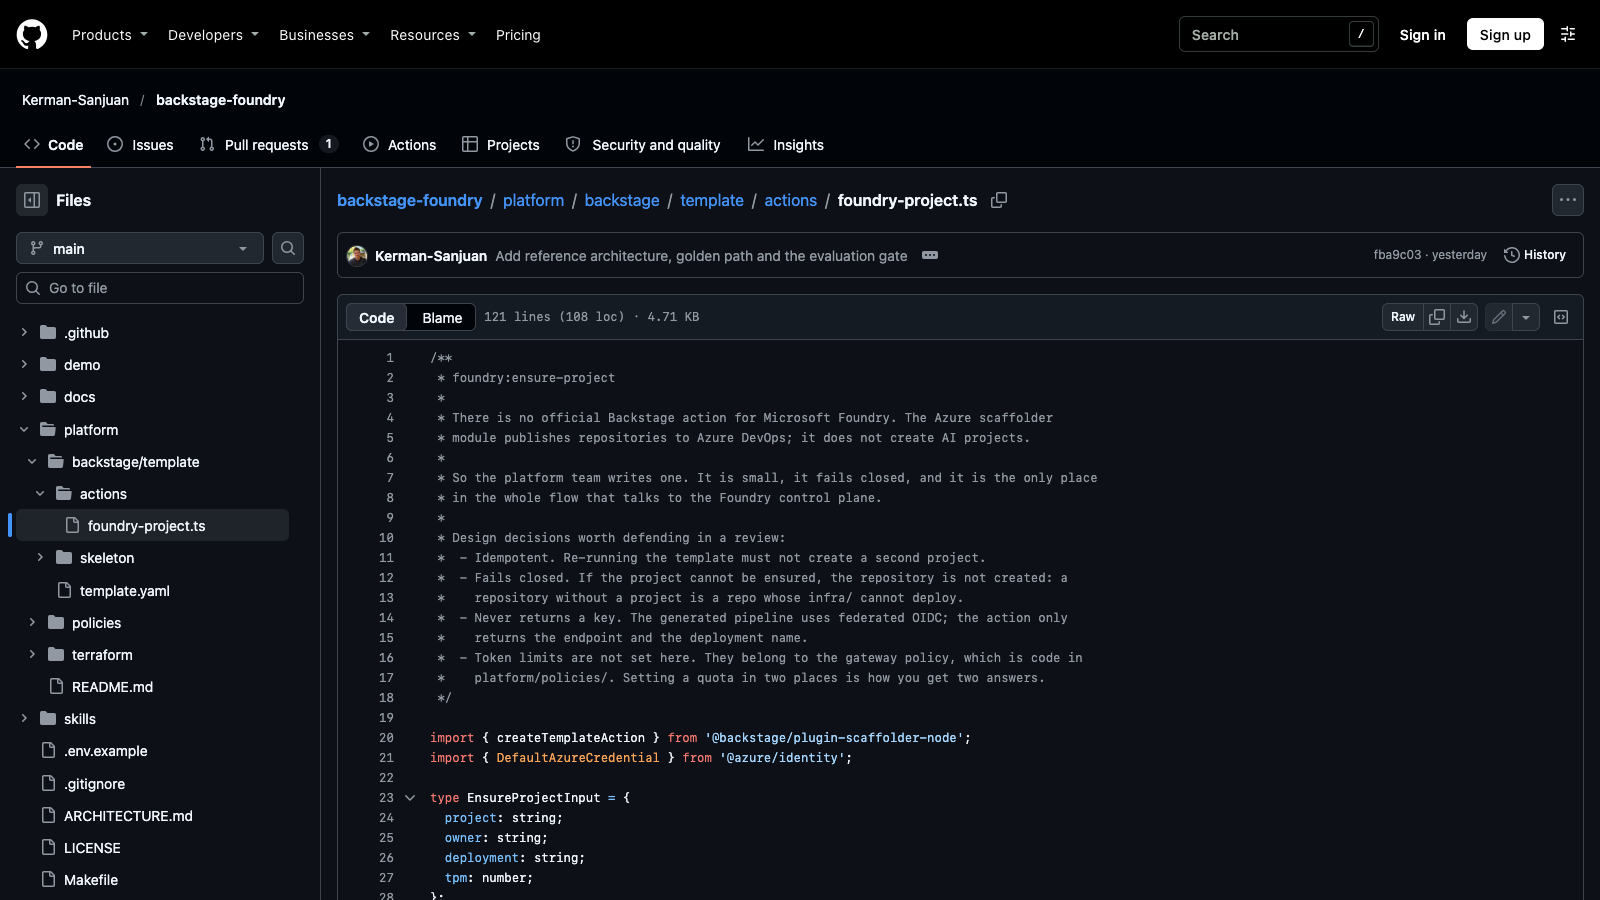 Products
Developers
Businesses
Resources
Pricing
Search
/
Sign in
Sign up
Kerman-Sanjuan / backstage-foundry
Code
Issues
Pull requests 1
Actions
Projects
Security and quality
Insights
Files
main
Go to file
.github
demo
docs
platform
backstage/template
actions
foundry-project.ts
skeleton
template.yaml
policies
terraform
README.md
skills
.env.example
.gitignore
ARCHITECTURE.md
LICENSE
Makefile
backstage-foundry / platform / backstage / template / actions / foundry-project.ts
Kerman-Sanjuan Add reference architecture, golden path and the evaluation gate
fba9c03 · yesterday
History
Code
Blame
121 lines (108 loc) · 4.71 KB
Raw
1 /**
2  * foundry:ensure-project
3  *
4  * There is no official Backstage action for Microsoft Foundry. The Azure scaffolder
5  * module publishes repositories to Azure DevOps; it does not create AI projects.
6  *
7  * So the platform team writes one. It is small, it fails closed, and it is the only place
8  * in the whole flow that talks to the Foundry control plane.
9  *
10  * Design decisions worth defending in a review:
11  *  - Idempotent. Re-running the template must not create a second project.
12  *  - Fails closed. If the project cannot be ensured, the repository is not created: a
13  *    repository without a project is a repo whose infra/ cannot deploy.
14  *  - Never returns a key. The generated pipeline uses federated OIDC; the action only
15  *    returns the endpoint and the deployment name.
16  *  - Token limits are not set here. They belong to the gateway policy, which is code in
17  *    platform/policies/. Setting a quota in two places is how you get two answers.
18  */
19
20 import { createTemplateAction } from '@backstage/plugin-scaffolder-node';
21 import { DefaultAzureCredential } from '@azure/identity';
22
23 type EnsureProjectInput = {
24   project: string;
25   owner: string;
26   deployment: string;
27   tpm: number;
28 };